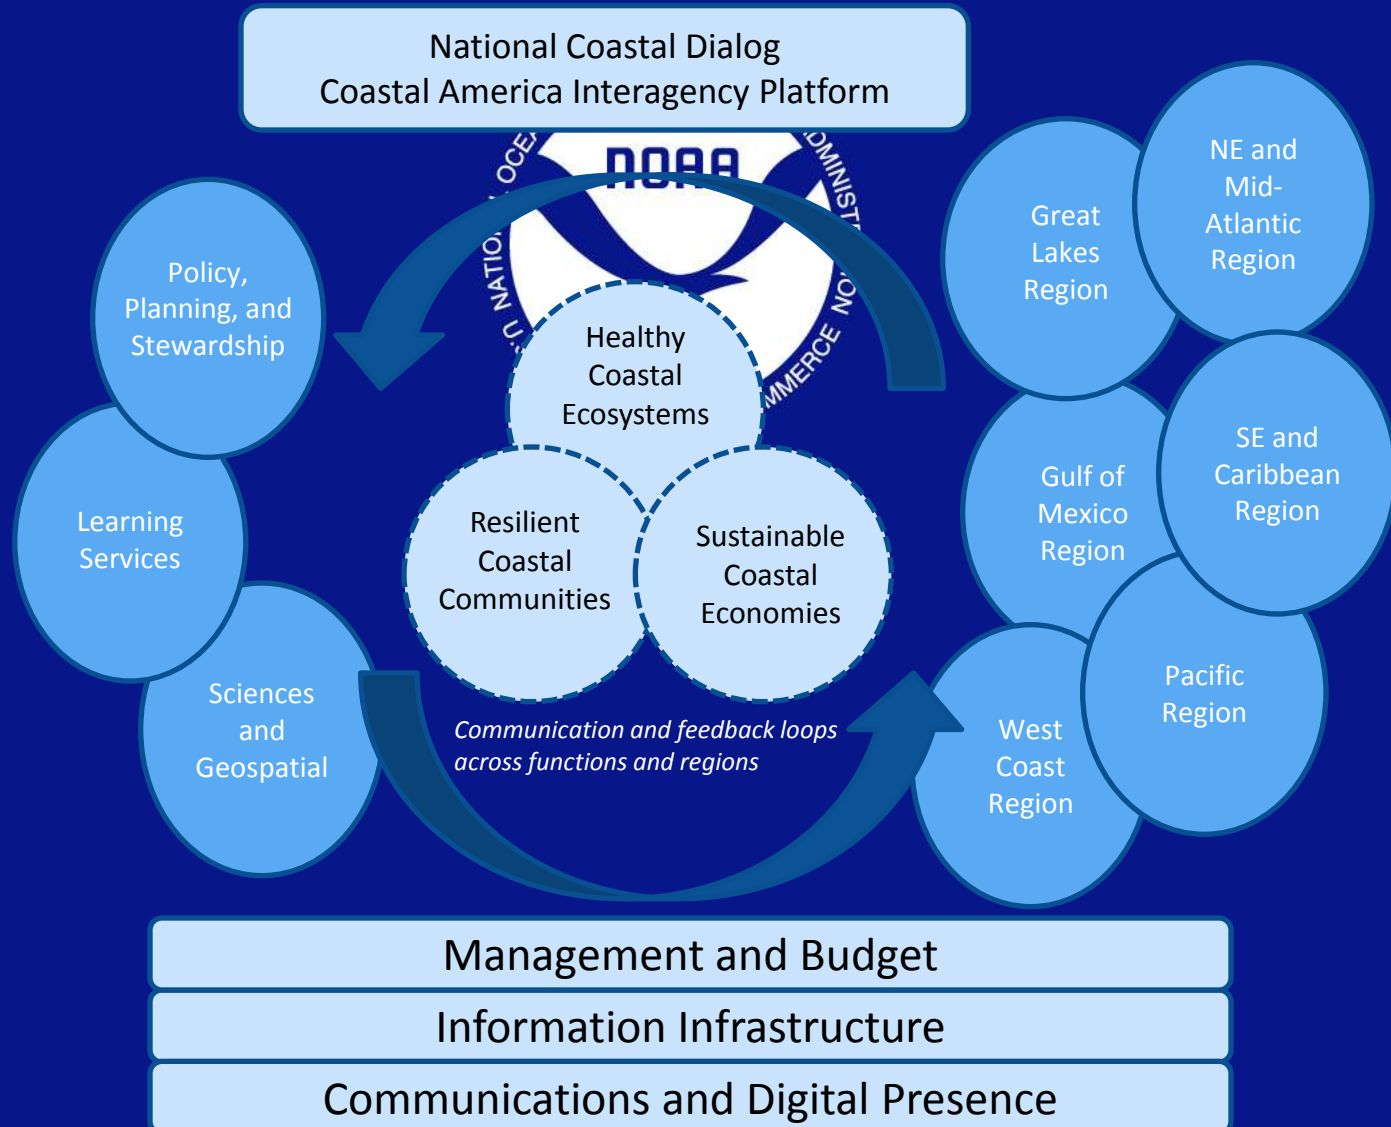 National Coastal Dialog
Coastal America Interagency Platform
NOAA
NATIONAL
U.S.
Policy,
Planning, and
Stewardship
Learning
Services
Sciences
and
Geospatial
Healthy
Coastal
Ecosystems
Resilient
Coastal
Communities
Sustainable
Coastal
Economies
Communication and feedback loops
across functions and regions
Great
Lakes
Region
NE and
Mid-
Atlantic
Region
Gulf of
Mexico
Region
SE and
Caribbean
Region
West
Coast
Region
Pacific
Region
Management and Budget
Information Infrastructure
Communications and Digital Presence